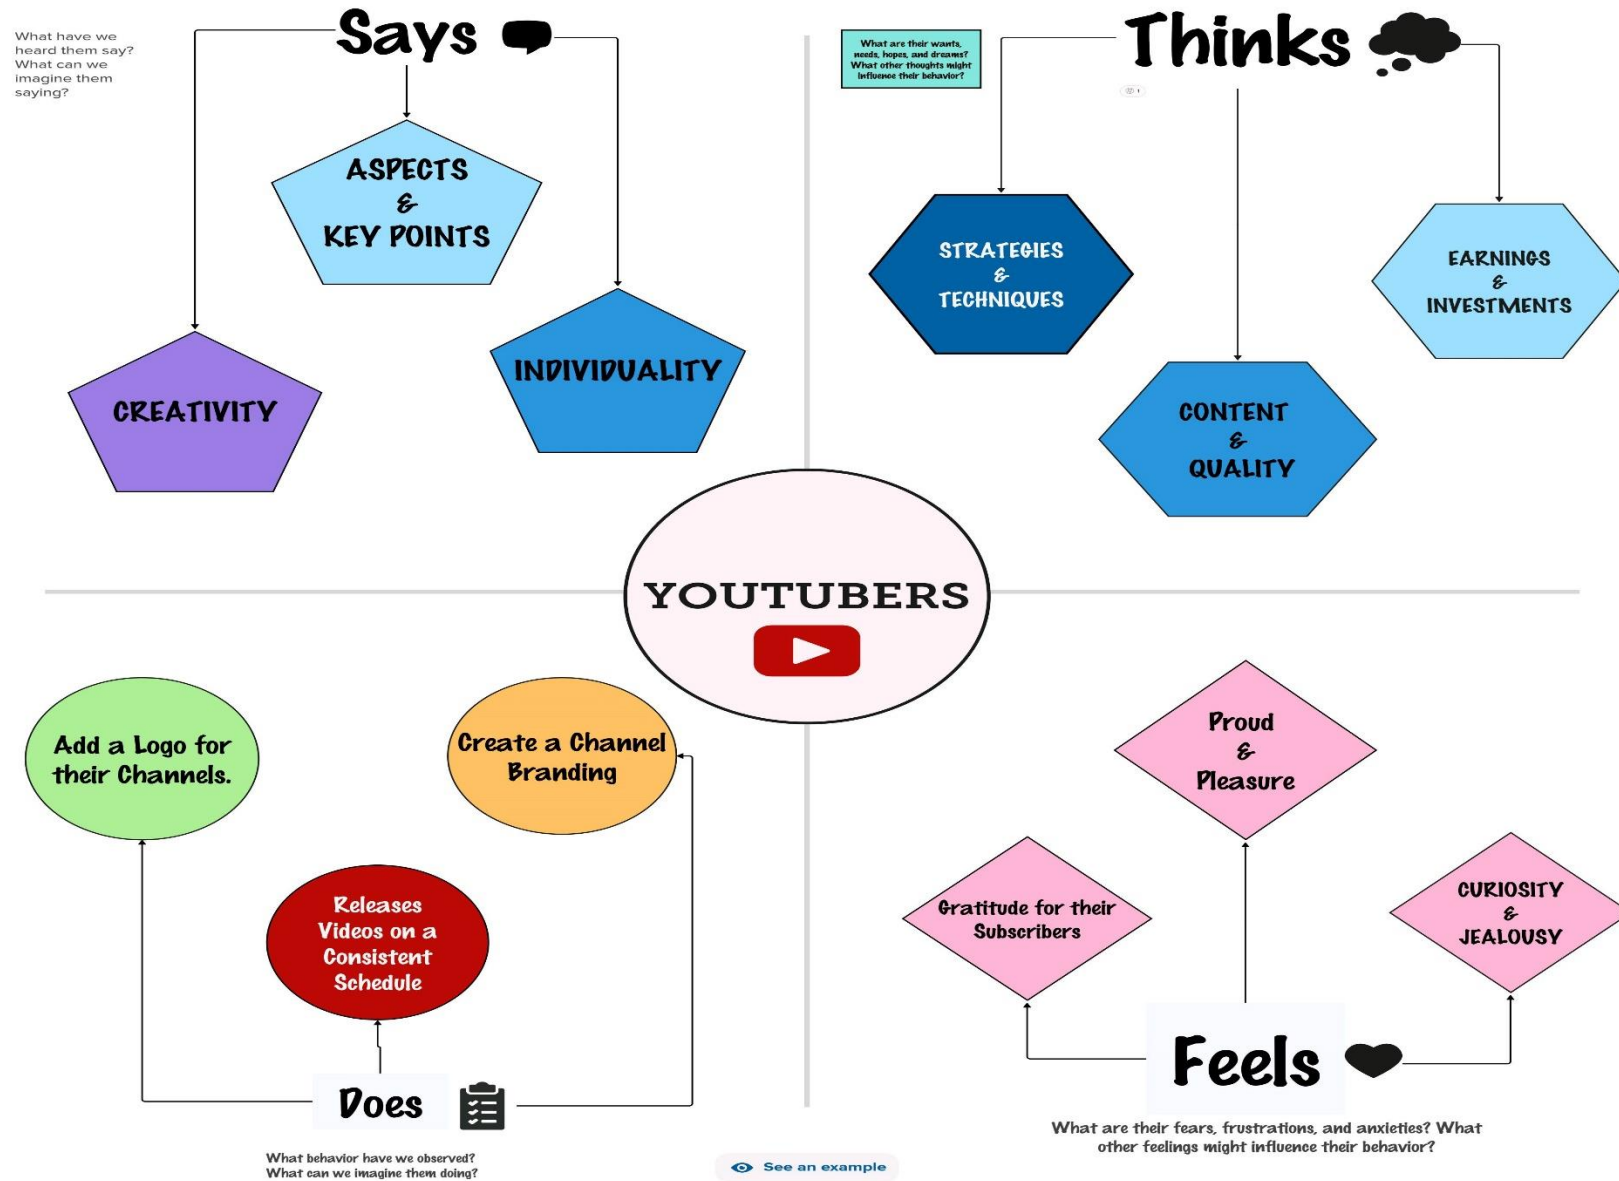 What have we
heard them say?
What can we
imagine them
saying?
Says
ASPECTS
&
KEY POINTS
INDIVIDUALITY
CREATIVITY
What are their wants,
needs, hopes, and dreams?
What other thoughts might
influence their behavior?
Thinks
1
STRATEGIES
&
TECHNIQUES
EARNINGS
&
INVESTMENTS
CONTENT
&
QUALITY
YOUTUBERS
Add a Logo for
their Channels.
Create a Channel
Branding
Releases
Videos on a
Consistent
Schedule
Does
What behavior have we observed?
What can we imagine them doing?
Proud
&
Pleasure
Gratitude for their
Subscribers
CURIOSITY
&
JEALOUSY
Feels
What are their fears, frustrations, and anxieties? What
other feelings might influence their behavior?
See an example